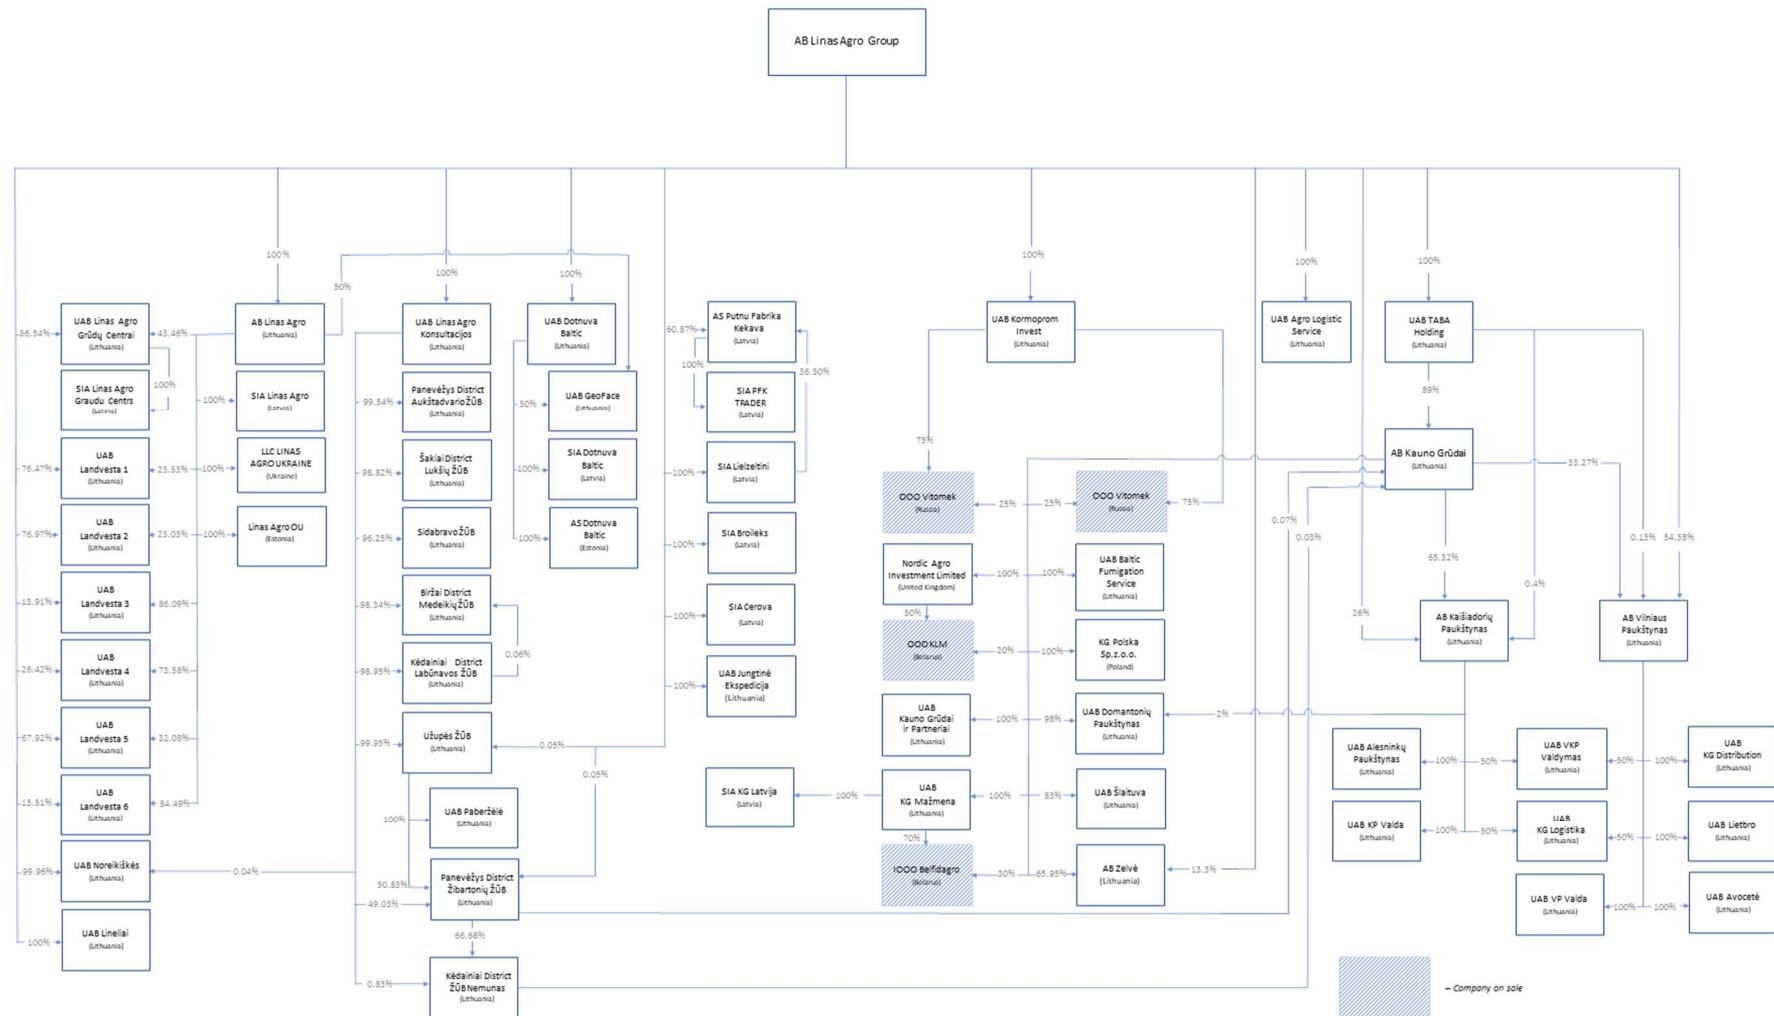 AB Linas Agro Group
100%
100%
100%
50%
100%
100%
100%
56.54%
UAB Linas Agro
Grūdų Centrai
(Lithuania)
43.46%
AB Linas Agro
(Lithuania)
UAB Linas Agro
Konsultacijos
(Lithuania)
UAB Dotnuva
Baltic
(Lithuania)
60.87%
AS Putnu Fabrika
Kekava
(Latvia)
UAB Kormoprom
Invest
(Lithuania)
UAB Agro Logistic
Service
(Lithuania)
UAB TABA
Holding
(Lithuania)
100%
SIA Linas Agro
Graudu Centrs
(Latvia)
100%
SIA Linas Agro
(Latvia)
99.54%
Panevėžys District
Aukštadvario ŽŪB
(Lithuania)
50%
UAB GeoFace
(Lithuania)
100%
SIA PFK
TRADER
(Latvia)
36.30%
89%
76.47%
UAB
Landvesta 1
(Lithuania)
23.53%
100%
LLC LINAS
AGRO UKRAINE
(Ukraine)
98.82%
Šakiai District
Lukšių ŽŪB
(Lithuania)
100%
SIA Dotnuva
Baltic
(Latvia)
100%
SIA Lielzeltini
(Latvia)
75%
AB Kauno Grūdai
(Lithuania)
33.27%
OOO Vitomek
(Russia)
25%
25%
OOO Vitomek
(Russia)
75%
76.97%
UAB
Landvesta 2
(Lithuania)
23.03%
100%
Linas Agro OU
(Estonia)
96.25%
Sidabravo ŽŪB
(Lithuania)
100%
AS Dotnuva
Baltic
(Estonia)
100%
SIA Broileks
(Latvia)
0.07%
0.03%
65.32%
0.15%
34.58%
0.4%
26%
Nordic Agro
Investment Limited
(United Kingdom)
100%
100%
UAB Baltic
Fumigation
Service
(Lithuania)
13.91%
UAB
Landvesta 3
(Lithuania)
86.09%
98.34%
Biržai District
Medeikių ŽŪB
(Lithuania)
100%
SIA Cerova
(Latvia)
50%
AB Kaišiadorių
Paukštynas
(Lithuania)
AB Vilniaus
Paukštynas
(Lithuania)
26.42%
UAB
Landvesta 4
(Lithuania)
73.58%
98.95%
Kėdainiai District
Labūnavos ŽŪB
(Lithuania)
0.06%
100%
UAB Jungtinė
Ekspedicija
(Lithuania)
OOO KLM
(Belarus)
20%
100%
KG Polska
Sp.z.o.o.
(Poland)
67.92%
UAB
Landvesta 5
(Lithuania)
32.08%
99.95%
Užupės ŽŪB
(Lithuania)
0.05%
0.05%
UAB
Kauno Grūdai
ir Partneriai
(Lithuania)
100%
98%
UAB Domantonių
Paukštynas
(Lithuania)
2%
UAB Alesninkų
Paukštynas
(Lithuania)
100%
50%
UAB VKP
Valdymas
(Lithuania)
50%
100%
UAB
KG Distribution
(Lithuania)
15.51%
UAB
Landvesta 6
(Lithuania)
84.49%
100%
UAB Paberžėlė
(Lithuania)
SIA KG Latvija
(Latvia)
100%
UAB
KG Mažmena
(Lithuania)
100%
83%
UAB Šlaituva
(Lithuania)
UAB KP Valda
(Lithuania)
100%
50%
UAB
KG Logistika
(Lithuania)
50%
100%
UAB Lietbro
(Lithuania)
70%
99.96%
UAB Noreikiškės
(Lithuania)
0.04%
50.83%
49.03%
Panevėžys District
Žibartonių ŽŪB
(Lithuania)
IOOO Belfidagro
(Belarus)
30%
65.95%
AB Zelvė
(Lithuania)
13.3%
UAB VP Valda
(Lithuania)
100%
100%
UAB Avocetė
(Lithuania)
100%
UAB Lineliai
(Lithuania)
66.68%
0.83%
Kėdainiai District
ŽŪB Nemunas
(Lithuania)
– Company on sale